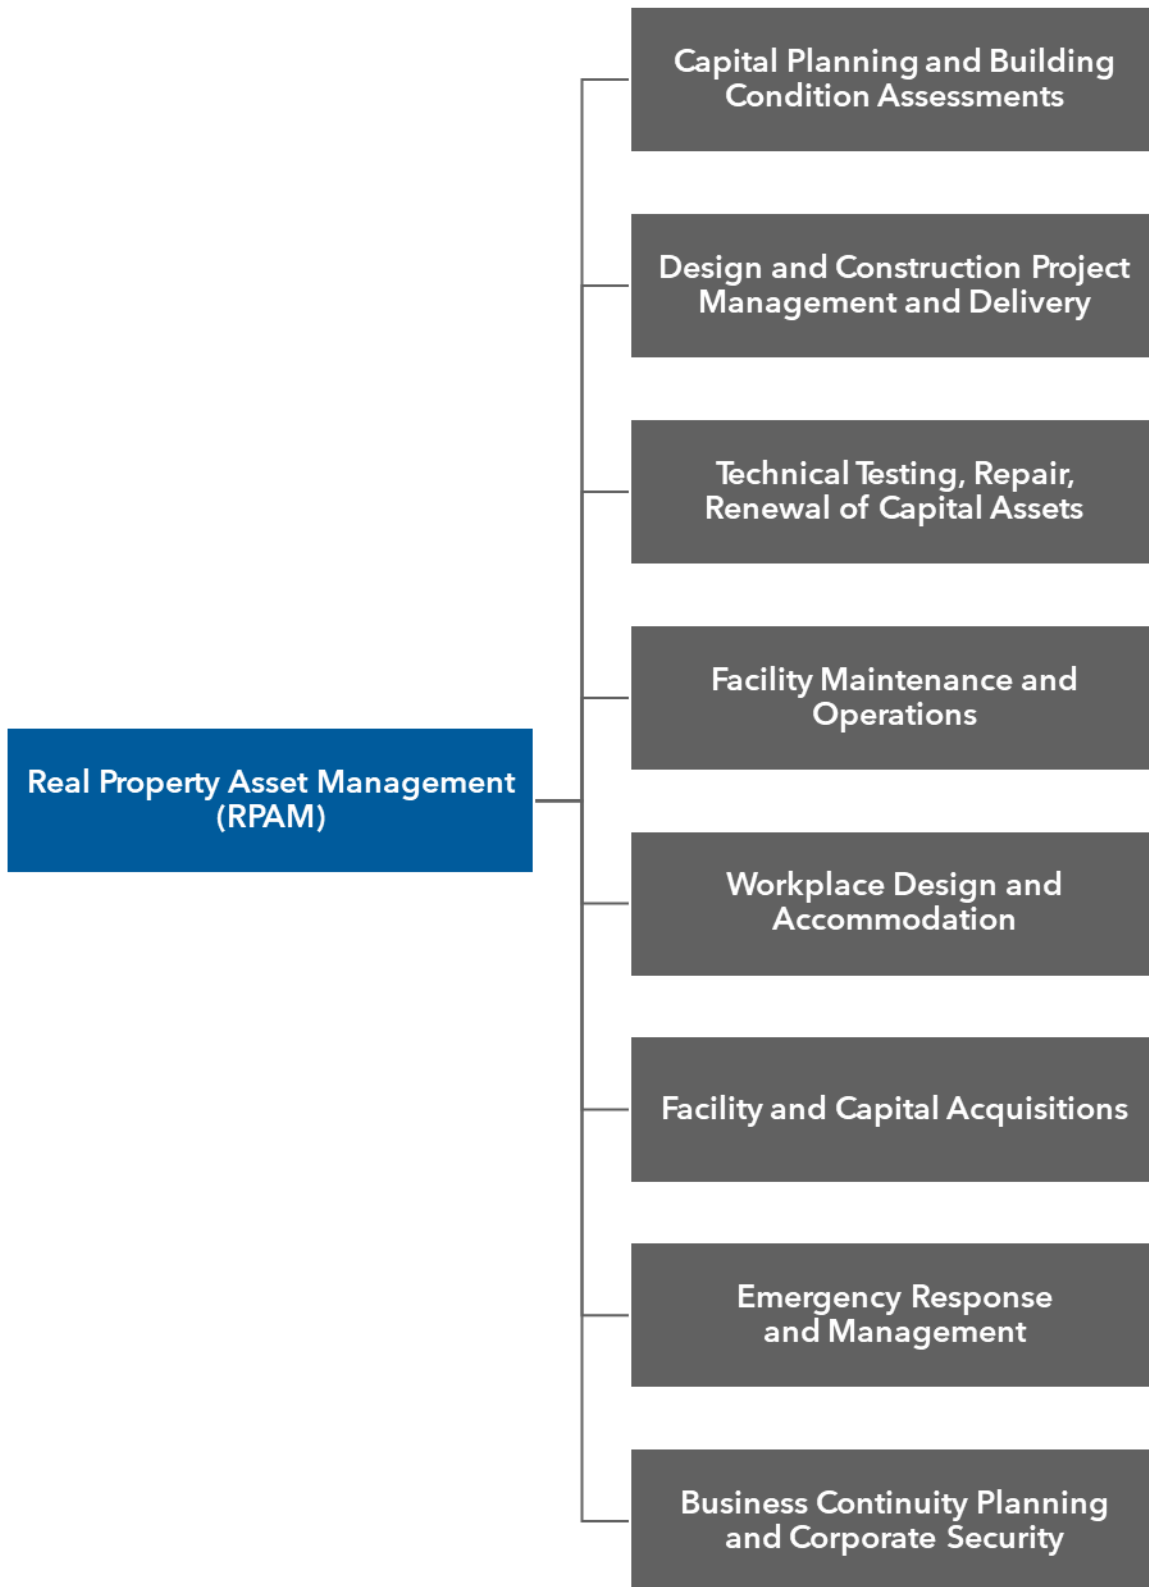 Capital Planning and Building
Condition Assessments
Design and Construction Project
Management and Delivery
Technical Testing, Repair,
Renewal of Capital Assets
Facility Maintenance and
Operations
Real Property Asset Management
(RPAM)
Workplace Design and
Accommodation
Facility and Capital Acquisitions
Emergency Response
and Management
Business Continuity Planning
and Corporate Security